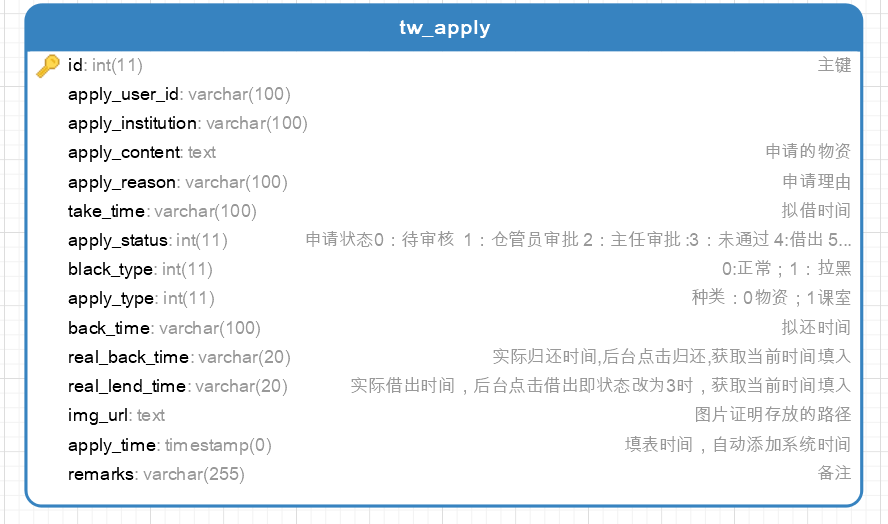 tw_apply
id: int(11) 主键
apply_user_id: varchar(100)
apply_institution: varchar(100)
apply_content: text 申请的物资
apply_reason: varchar(100) 申请理由
take_time: varchar(100) 拟借时间
apply_status: int(11) 申请状态0：待审核 1：仓管员审批 2：主任审批 :3：未通过 4:借出 5...
black_type: int(11) 0:正常；1：拉黑
apply_type: int(11) 种类：0物资；1课室
back_time: varchar(100) 拟还时间
real_back_time: varchar(20) 实际归还时间,后台点击归还,获取当前时间填入
real_lend_time: varchar(20) 实际借出时间，后台点击借出即状态改为3时，获取当前时间填入
img_url: text 图片证明存放的路径
apply_time: timestamp(0) 填表时间，自动添加系统时间
remarks: varchar(255) 备注